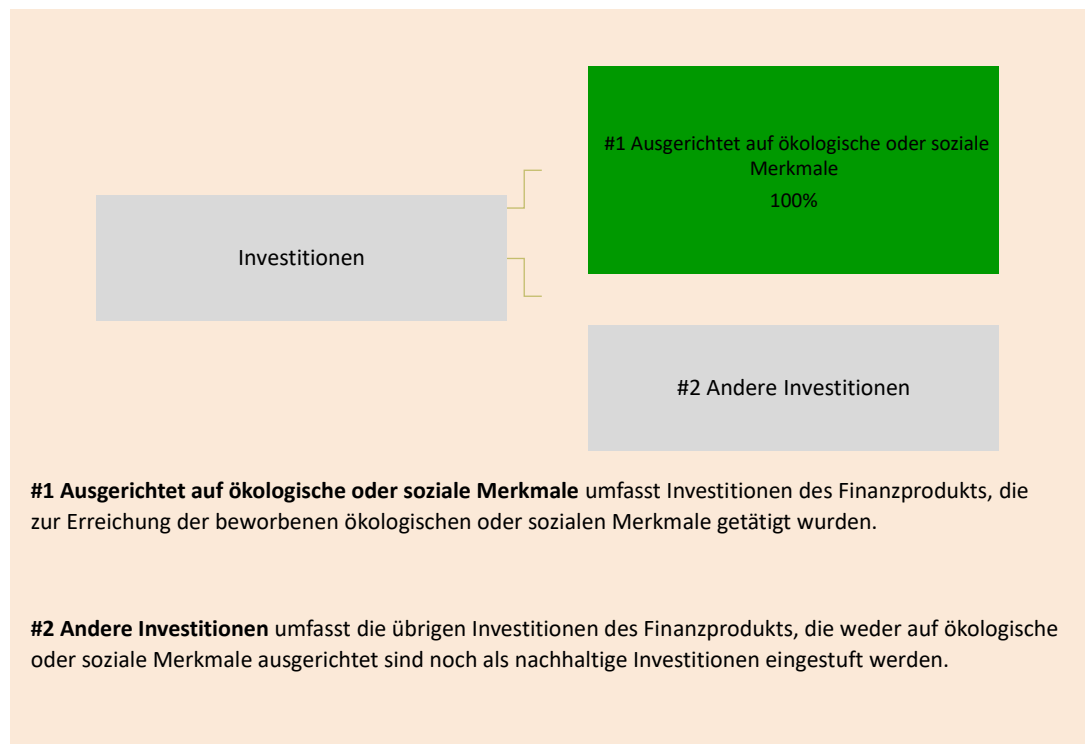 #1 Ausgerichtet auf ökologische oder soziale
Merkmale
100%
Investitionen
#2 Andere Investitionen
#1 Ausgerichtet auf ökologische oder soziale Merkmale umfasst Investitionen des Finanzprodukts, die
zur Erreichung der beworbenen ökologischen oder sozialen Merkmale getätigt wurden.
#2 Andere Investitionen umfasst die übrigen Investitionen des Finanzprodukts, die weder auf ökologische
oder soziale Merkmale ausgerichtet sind noch als nachhaltige Investitionen eingestuft werden.